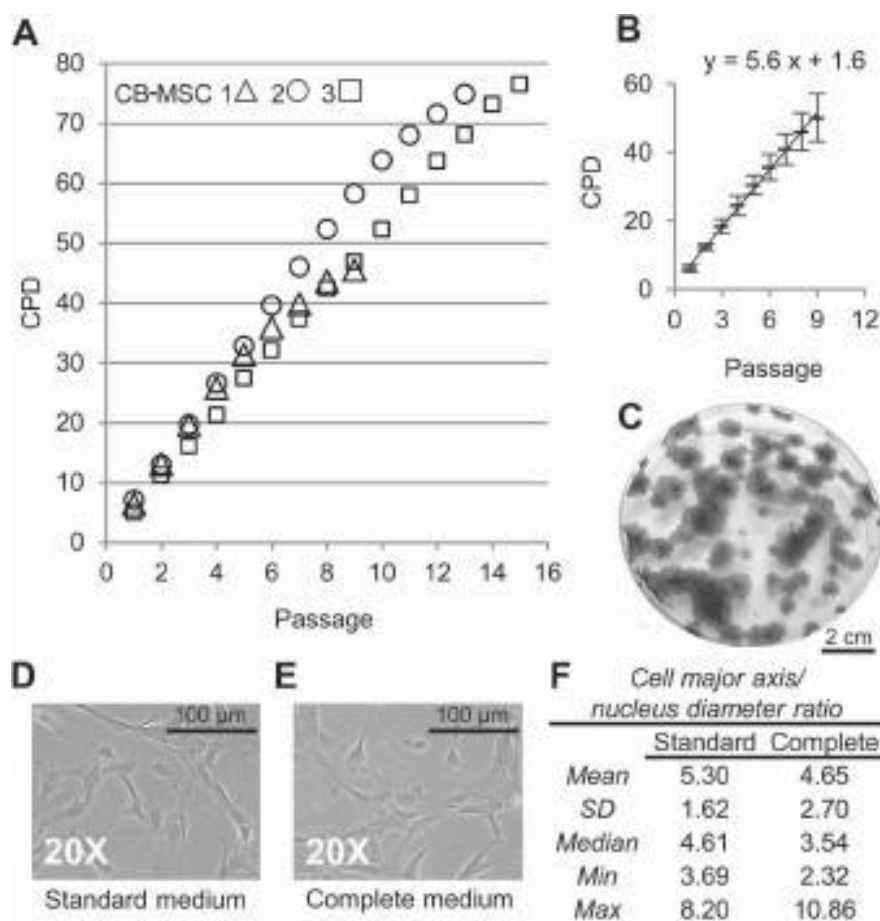 A
CPD
80
70
60
50
40
30
20
10
0
CB-MSC 1△ 2○ 3□
0 2 4 6 8 10 12 14 16
Passage
B
y = 5.6 x + 1.6
CPD
60
40
20
0
0 3 6 9 12
Passage
C
2 cm
D
100 µm
20X
Standard medium
E
100 µm
20X
Complete medium
F
Cell major axis/
nucleus diameter ratio
Standard Complete
Mean 5.30 4.65
SD 1.62 2.70
Median 4.61 3.54
Min 3.69 2.32
Max 8.20 10.86